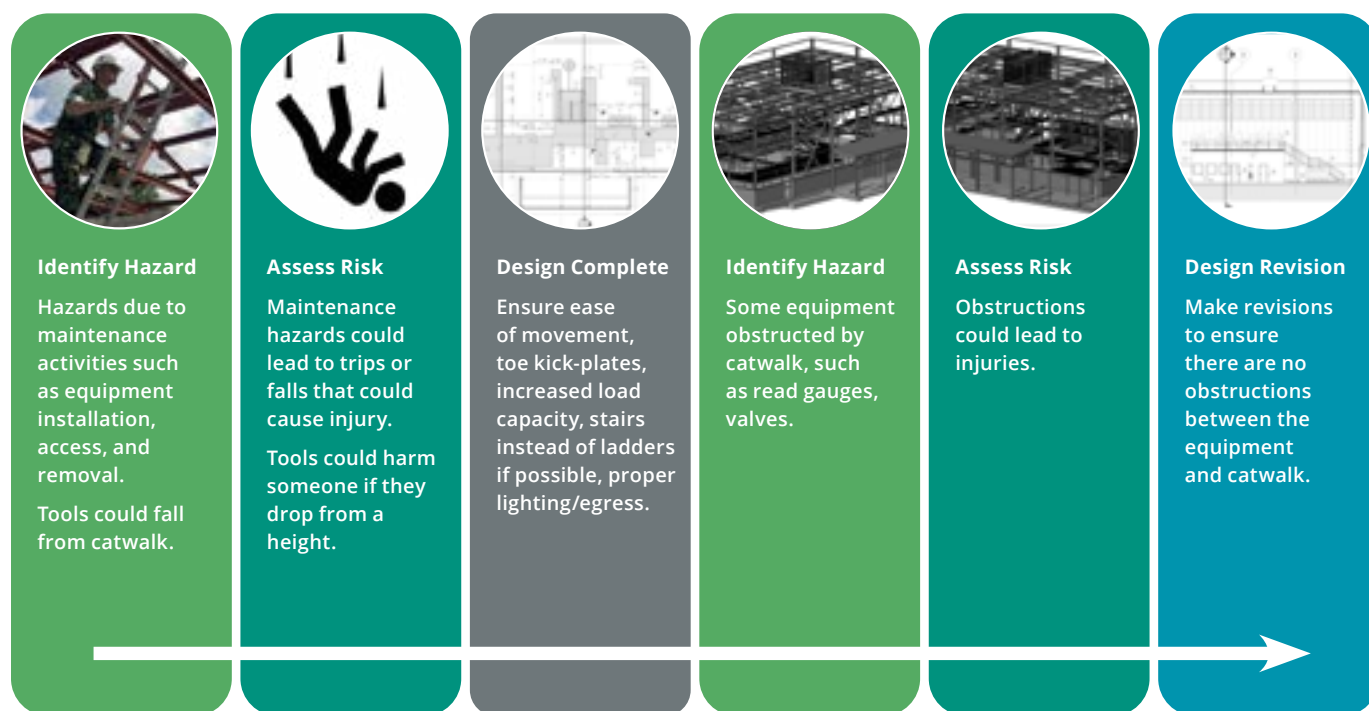 Identify Hazard
Hazards due to
maintenance
activities such
as equipment
installation,
access, and
removal.
Tools could fall
from catwalk.
Assess Risk
Maintenance
hazards could
lead to trips or
falls that could
cause injury.
Tools could harm
someone if they
drop from a
height.
Design Complete
Ensure ease
of movement,
toe kick-plates,
increased load
capacity, stairs
instead of ladders
if possible, proper
lighting/egress.
Identify Hazard
Some equipment
obstructed by
catwalk, such
as read gauges,
valves.
Assess Risk
Obstructions
could lead to
injuries.
Design Revision
Make revisions
to ensure
there are no
obstructions
between the
equipment
and catwalk.